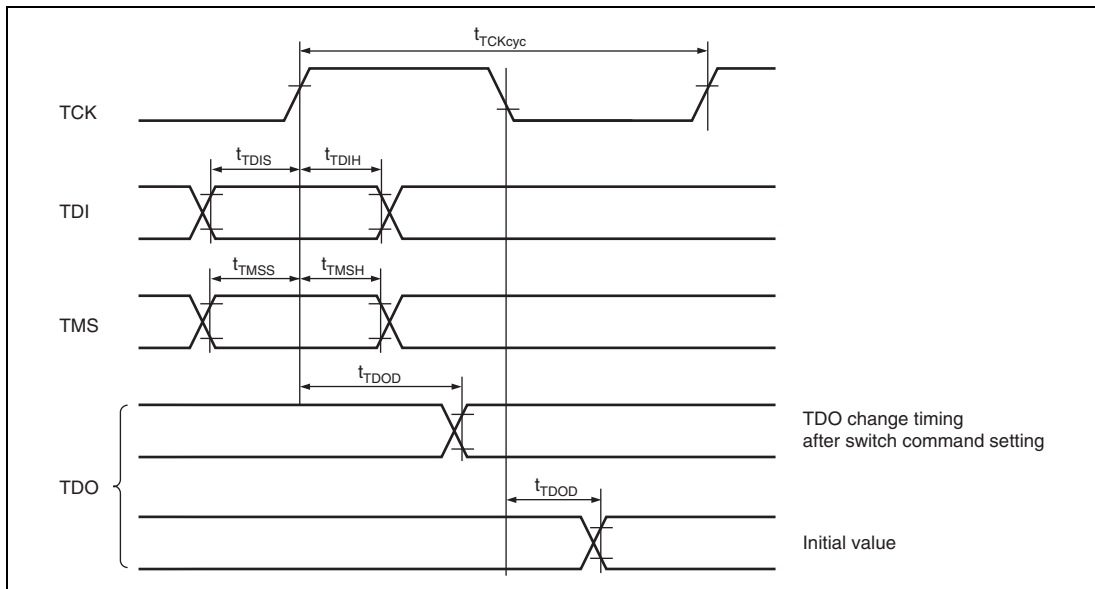 tTCKcyc
TCK
tTDIS
tTDIH
TDI
tTMSS
tTMSH
TMS
tTDOD
TDO change timing
after switch command setting
TDO
tTDOD
Initial value